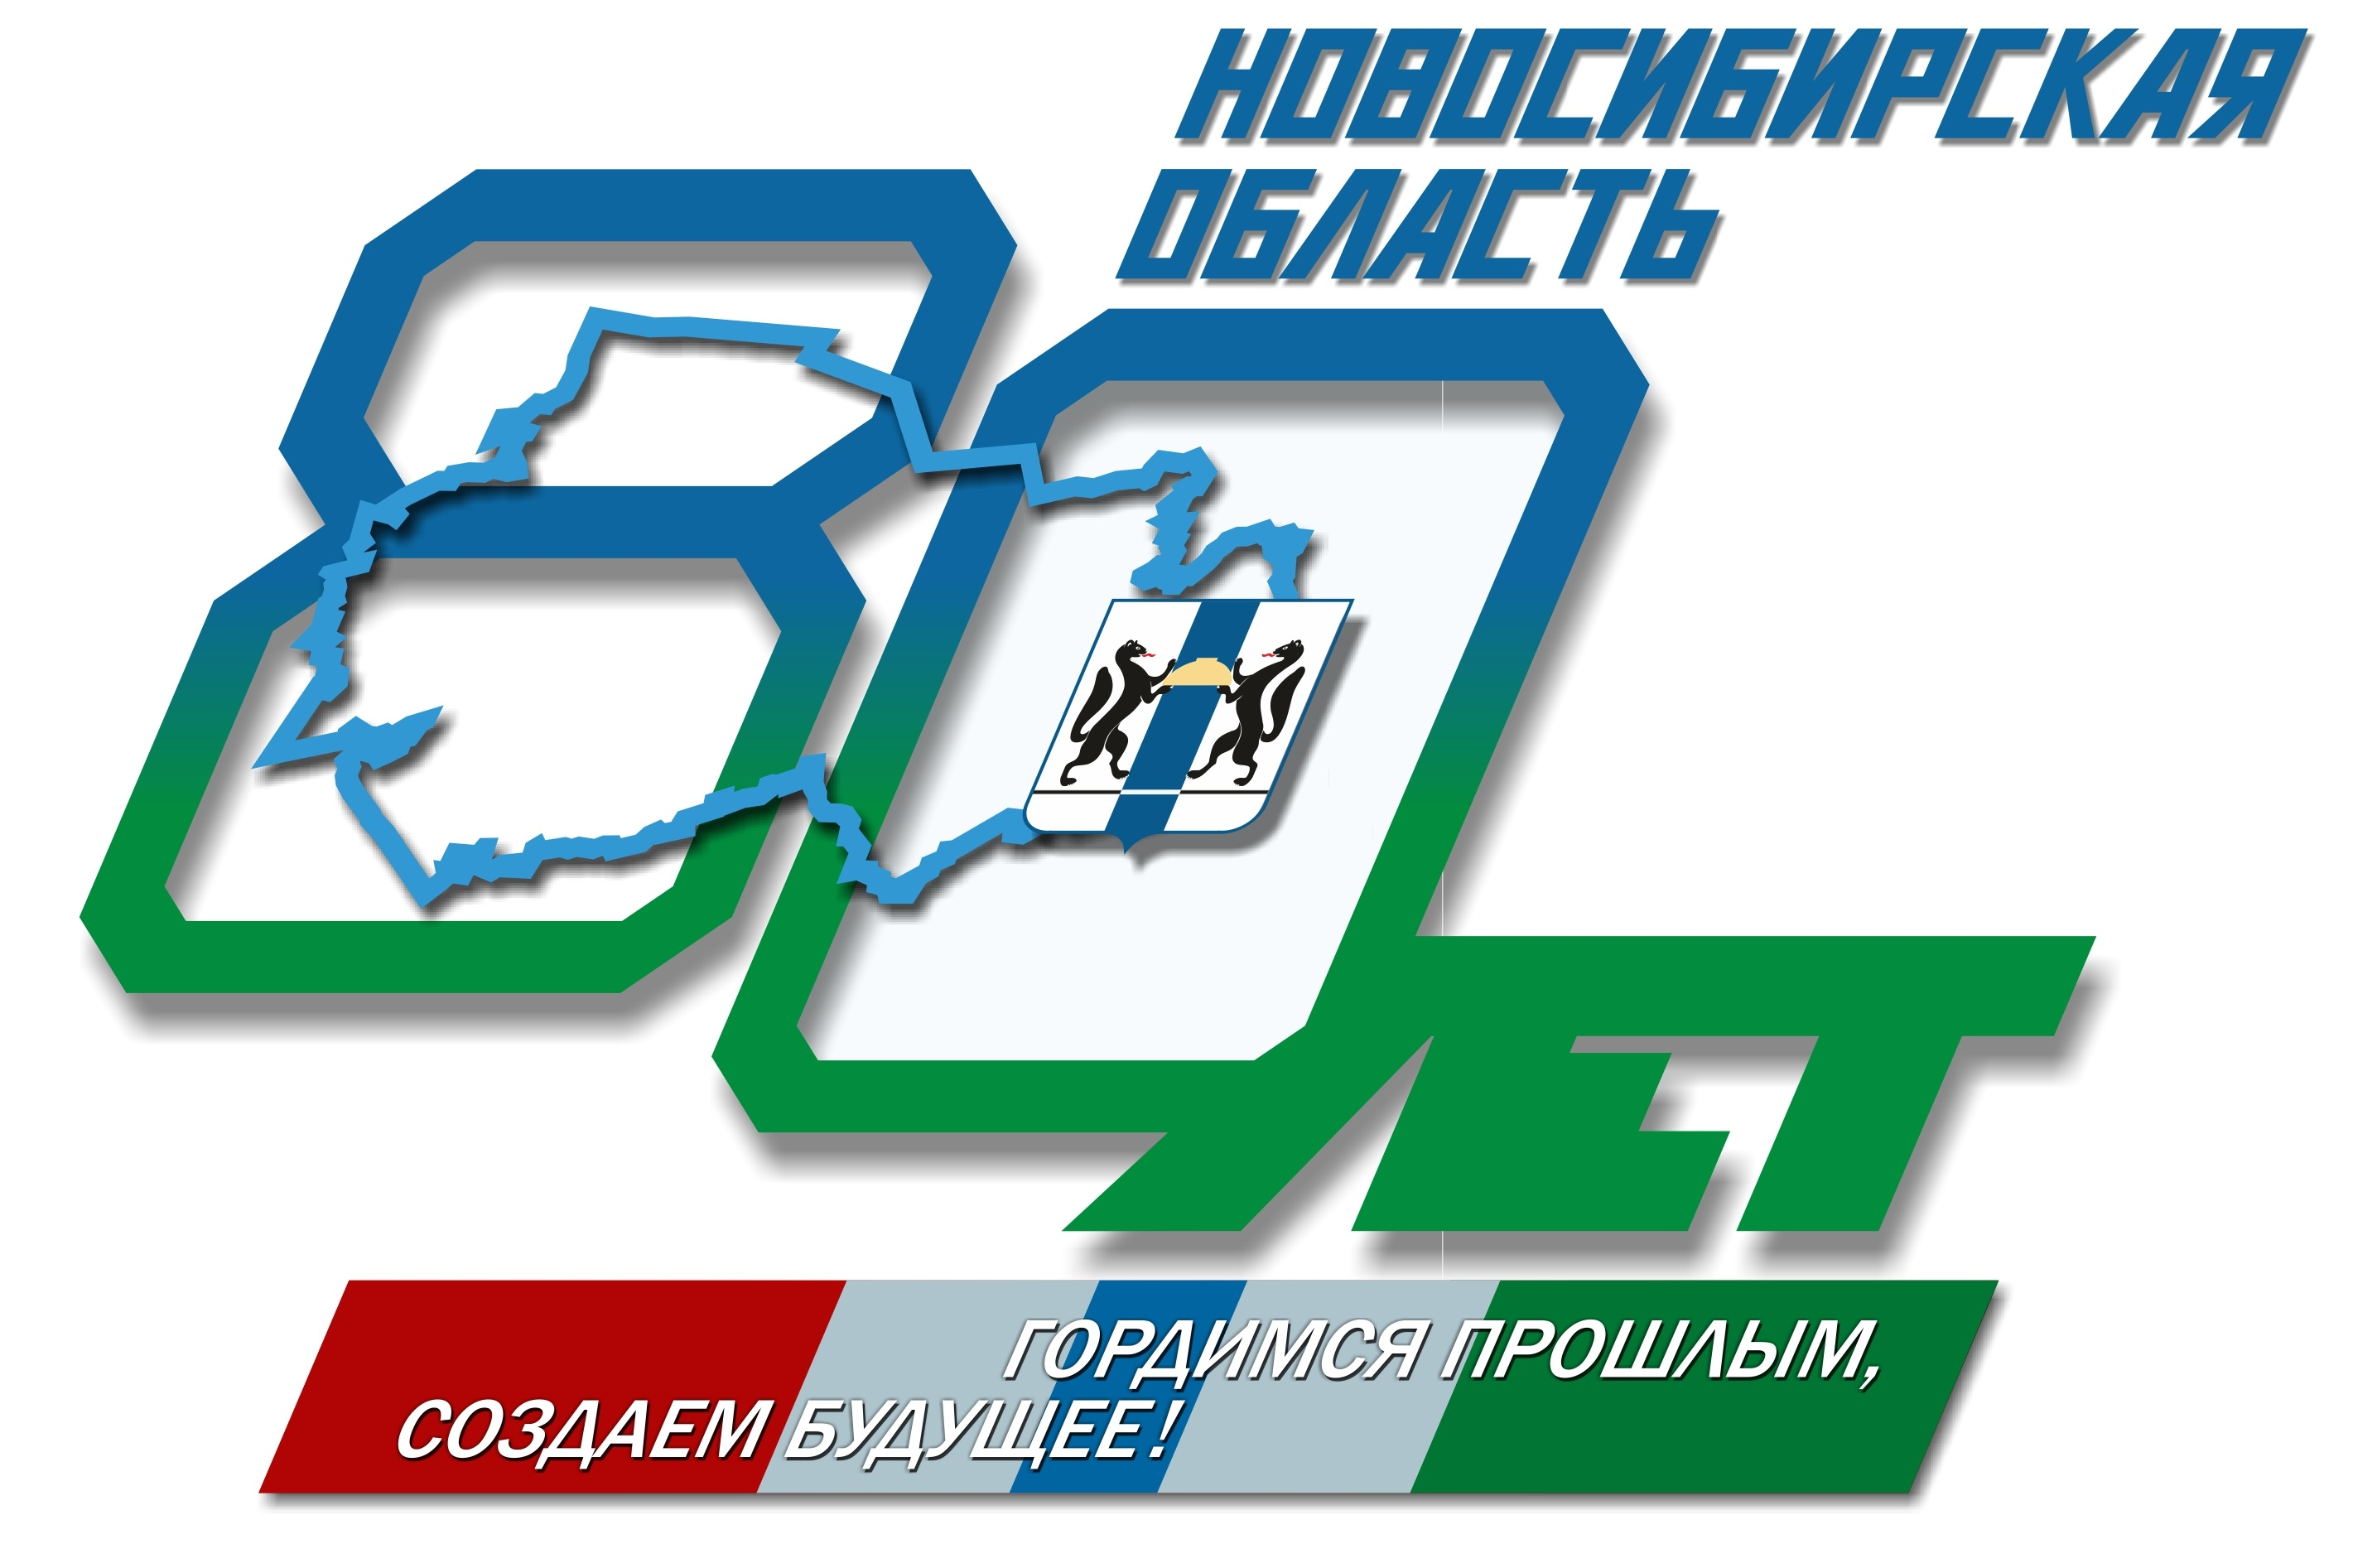 НОВОСИБИРСКАЯ
ОБЛАСТЬ
80
ЛЕТ
ГОРДИМСЯ ПРОШЛЫМ,
СОЗДАЕМ БУДУЩЕЕ!